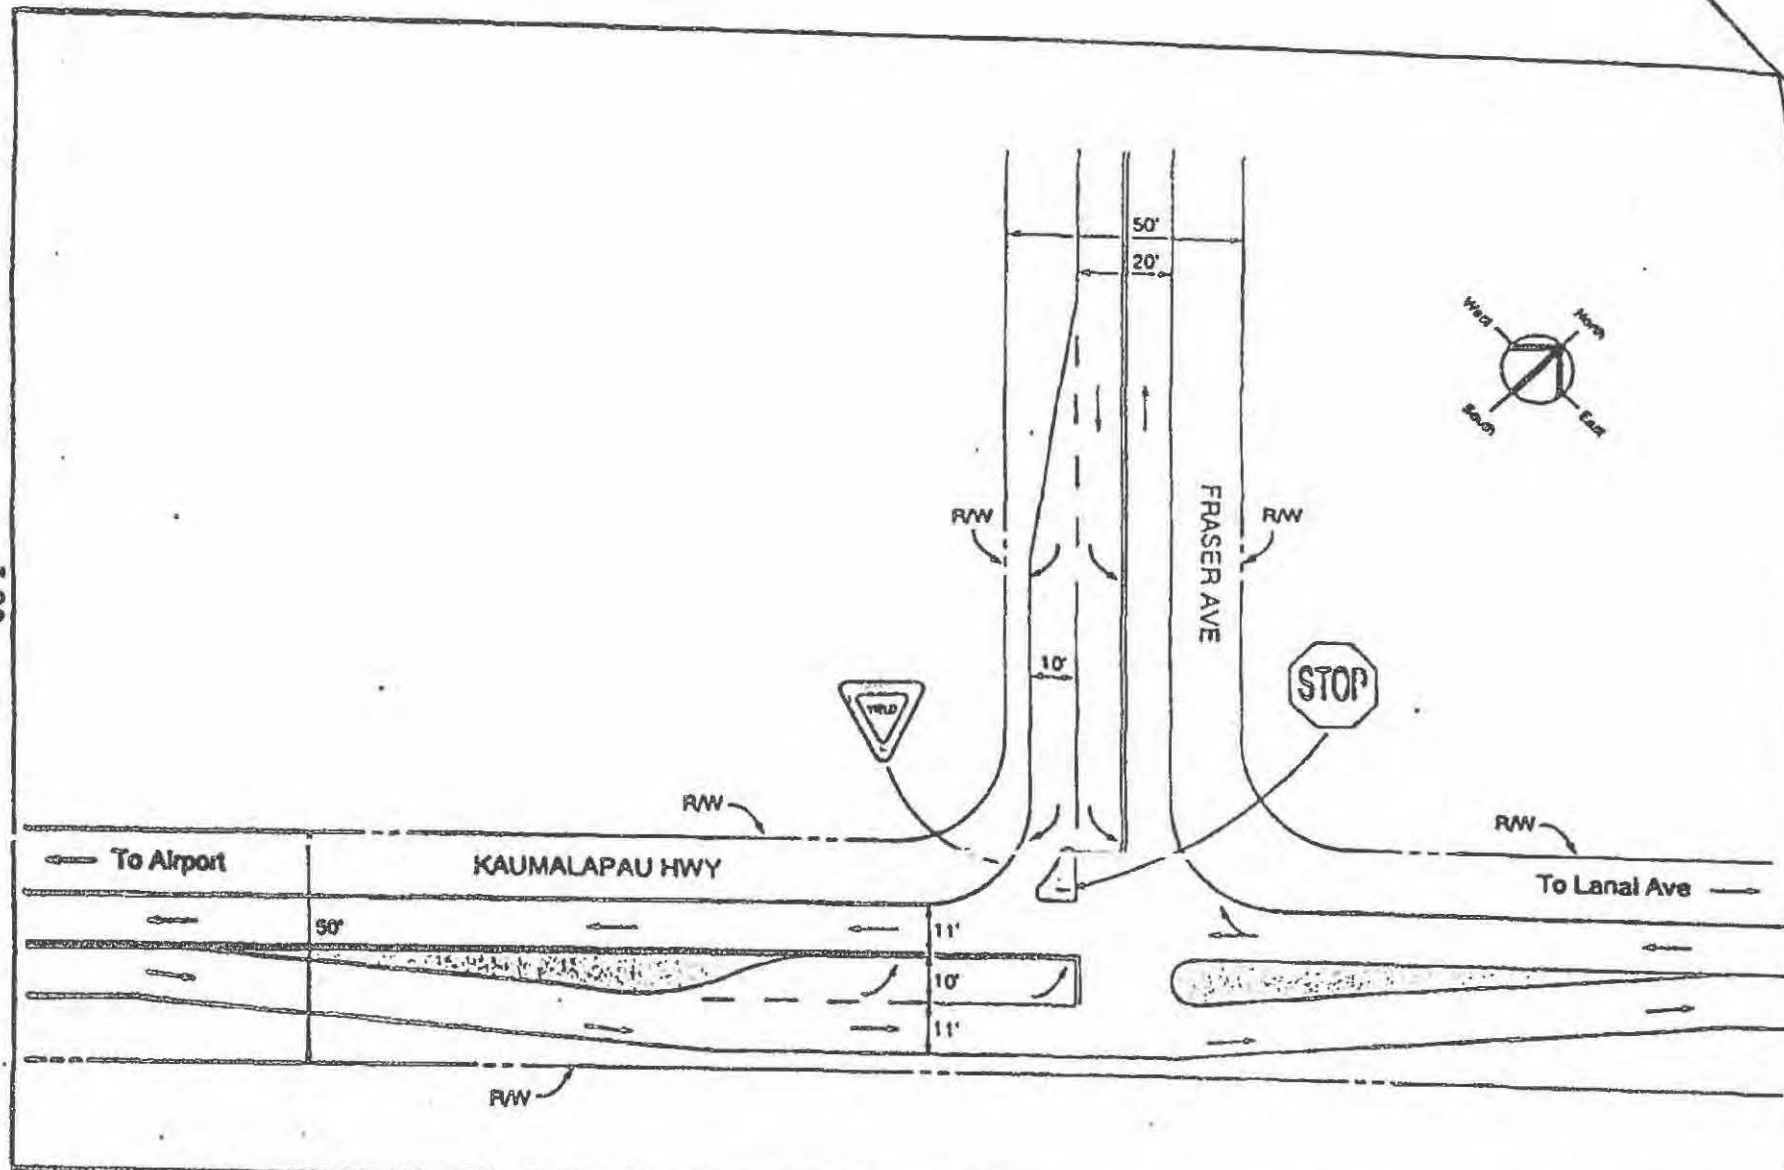 50'
20'
West
North
South
East
R/W
FRASER AVE
R/W
10'
YIELD
STOP
R/W
R/W
To Airport
KAUMALAPAU HWY
To Lanai Ave
50'
11'
10'
11'
R/W